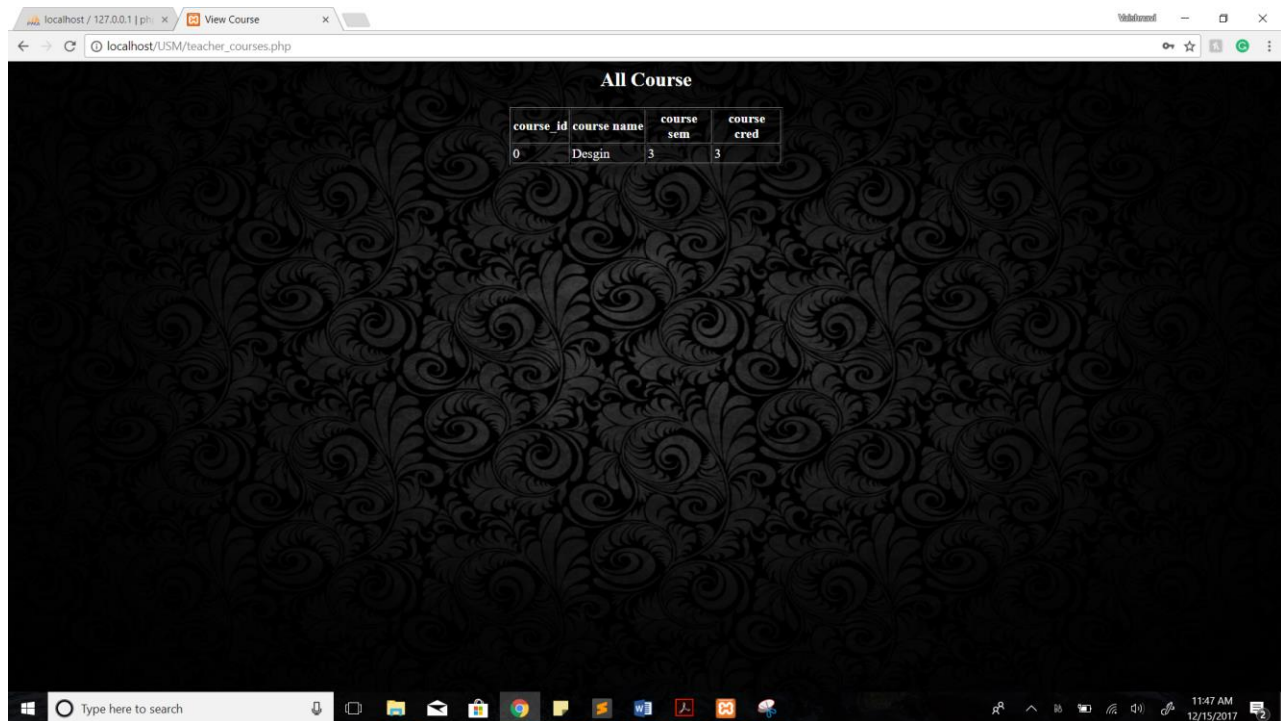 localhost / 127.0.0.1 | ph
View Course
localhost/USM/teacher_courses.php
All Course
course_id course name course sem course cred
0 Desgin 3 3
Type here to search
11:47 AM
12/15/2017
2